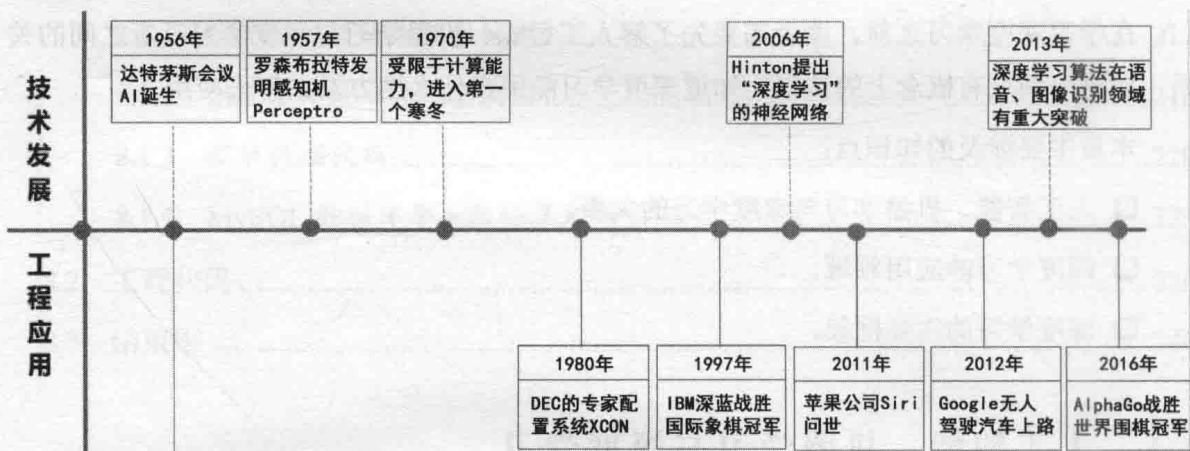 技术发展
1956年
达特茅斯会议
AI诞生
1957年
罗森布拉特发
明感知机
Perceptro
1970年
受限于计算能
力，进入第一
个寒冬
2006年
Hinton提出
“深度学习”
的神经网络
2013年
深度学习算法在语
音、图像识别领域
有重大突破
工程应用
1980年
DEC的专家配
置系统XCON
1997年
IBM深蓝战胜
国际象棋冠军
2011年
苹果公司Siri
问世
2012年
Google无人
驾驶汽车上路
2016年
AlphaGo战胜
世界围棋冠军